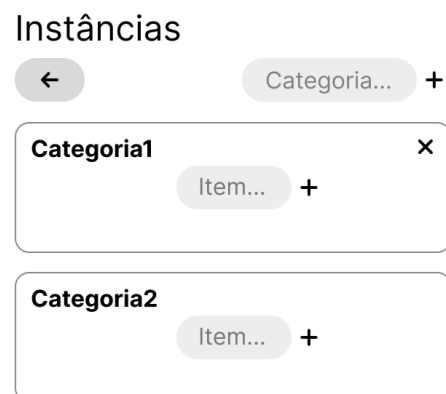 Instâncias
Categoria...
Categoria1
Item...
Categoria2
Item...